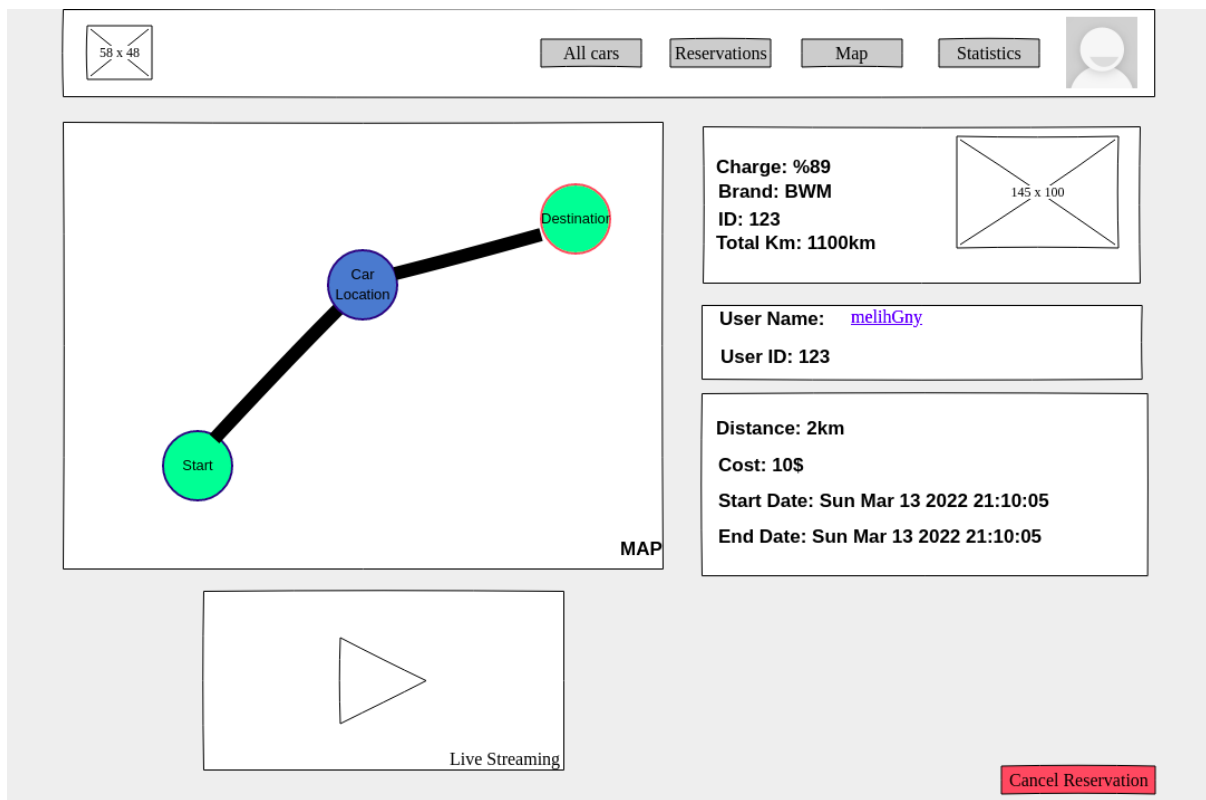 58 x 48
All cars
Reservations
Map
Statistics
Destination
Car
Location
Start
MAP
Charge: %89
Brand: BWM
ID: 123
Total Km: 1100km
145 x 100
User Name: melihGny
User ID: 123
Distance: 2km
Cost: 10$
Start Date: Sun Mar 13 2022 21:10:05
End Date: Sun Mar 13 2022 21:10:05
Live Streaming
Cancel Reservation